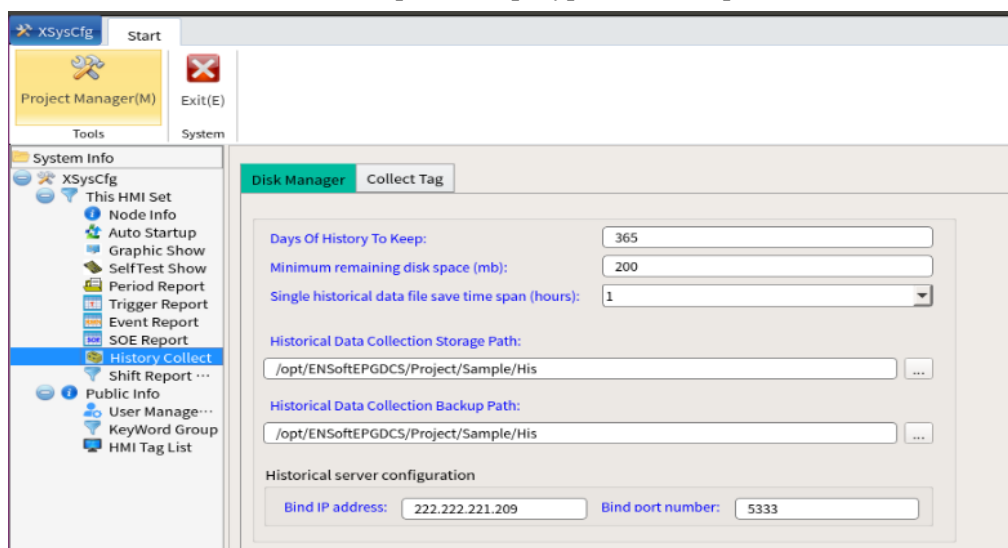 XSysCfg Start
Project Manager(M) Exit(E)
Tools System
System Info
XSysCfg
This HMI Set
Node Info
Auto Startup
Graphic Show
SelfTest Show
Period Report
Trigger Report
Event Report
SOE SOE Report
History Collect
Shift Report ···
Public Info
User Manage···
KeyWord Group
HMI Tag List
Disk Manager Collect Tag
Days Of History To Keep: 365
Minimum remaining disk space (mb): 200
Single historical data file save time span (hours): 1
Historical Data Collection Storage Path:
/opt/ENSoftEPGDCS/Project/Sample/His ...
Historical Data Collection Backup Path:
/opt/ENSoftEPGDCS/Project/Sample/His ...
Historical server configuration
Bind IP address: 222.222.221.209 Bind port number: 5333